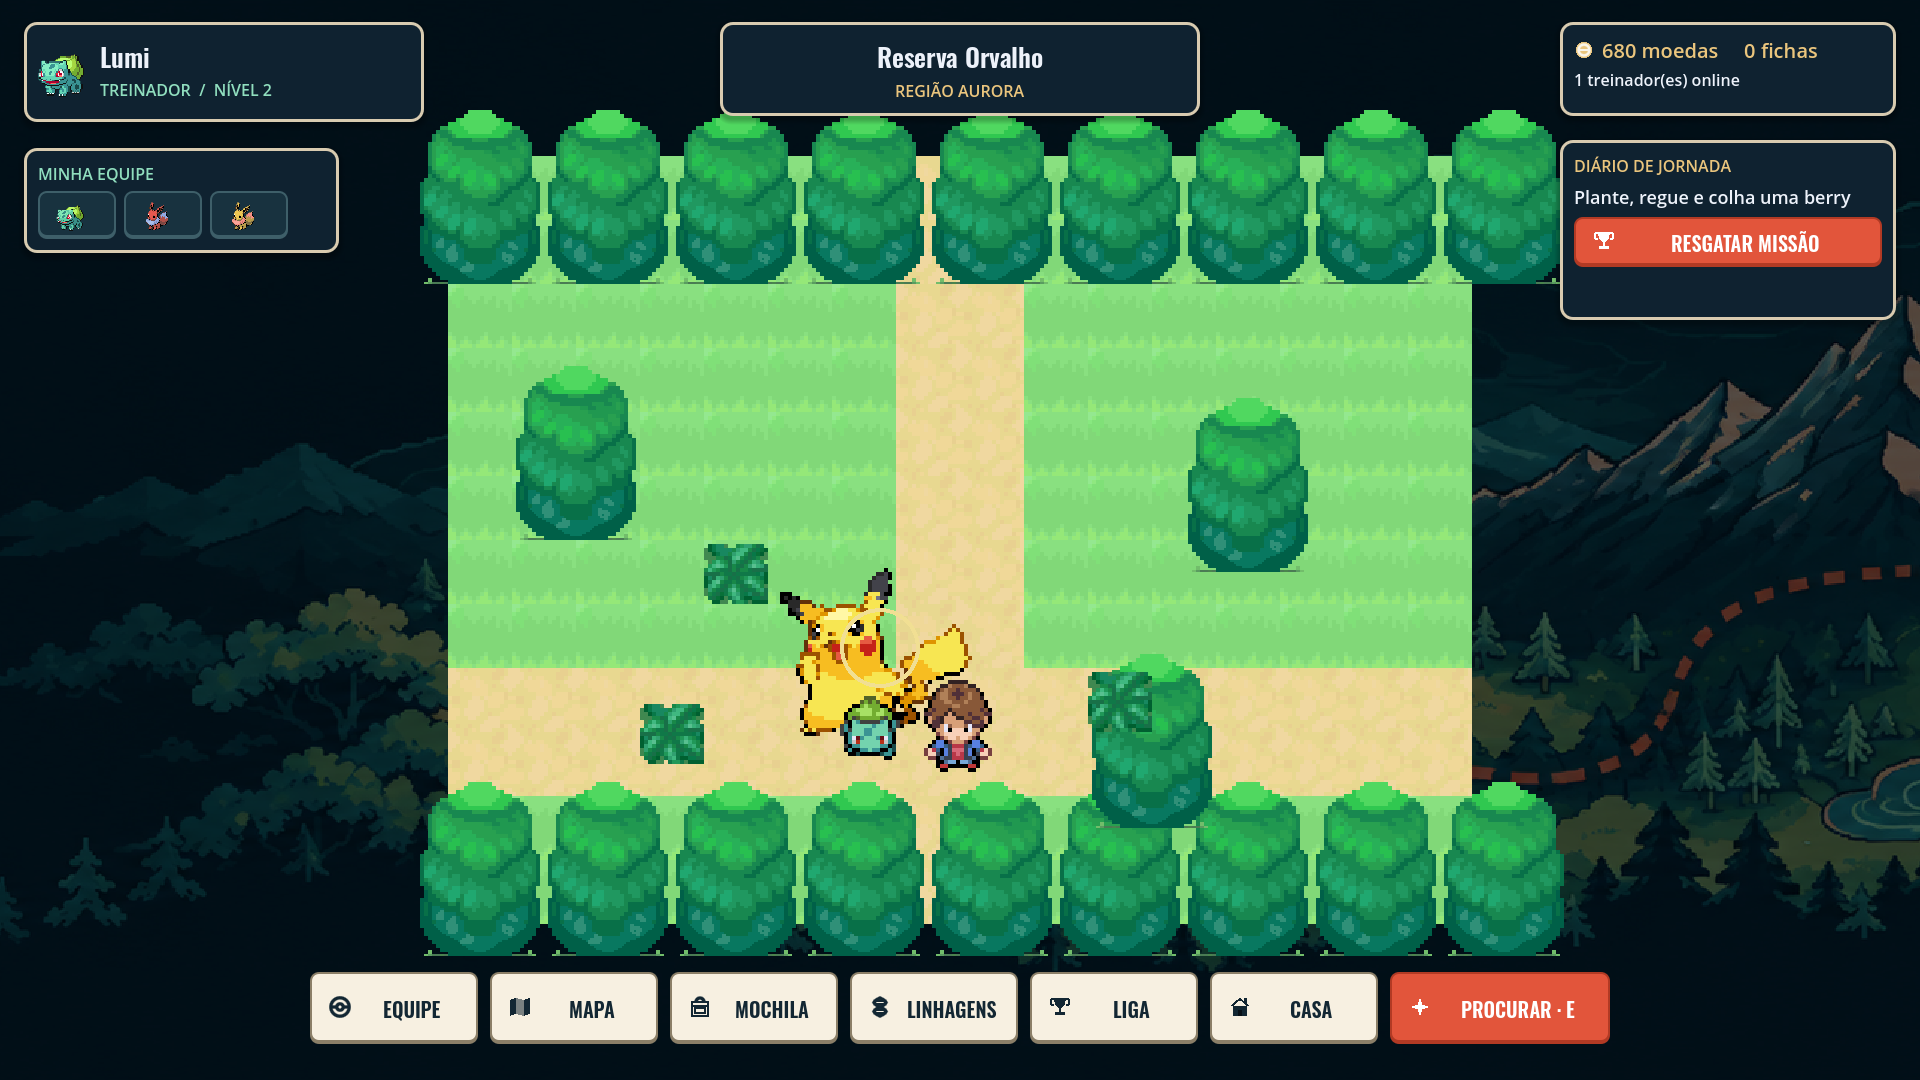 Lumi
TREINADOR / NÍVEL 2
MINHA EQUIPE
Reserva Orvalho
REGIÃO AURORA
680 moedas 0 fichas
1 treinador(es) online
DIÁRIO DE JORNADA
Plante, regue e colha uma berry
RESGATAR MISSÃO
EQUIPE
MAPA
MOCHILA
LINHAGENS
LIGA
CASA
PROCURAR · E